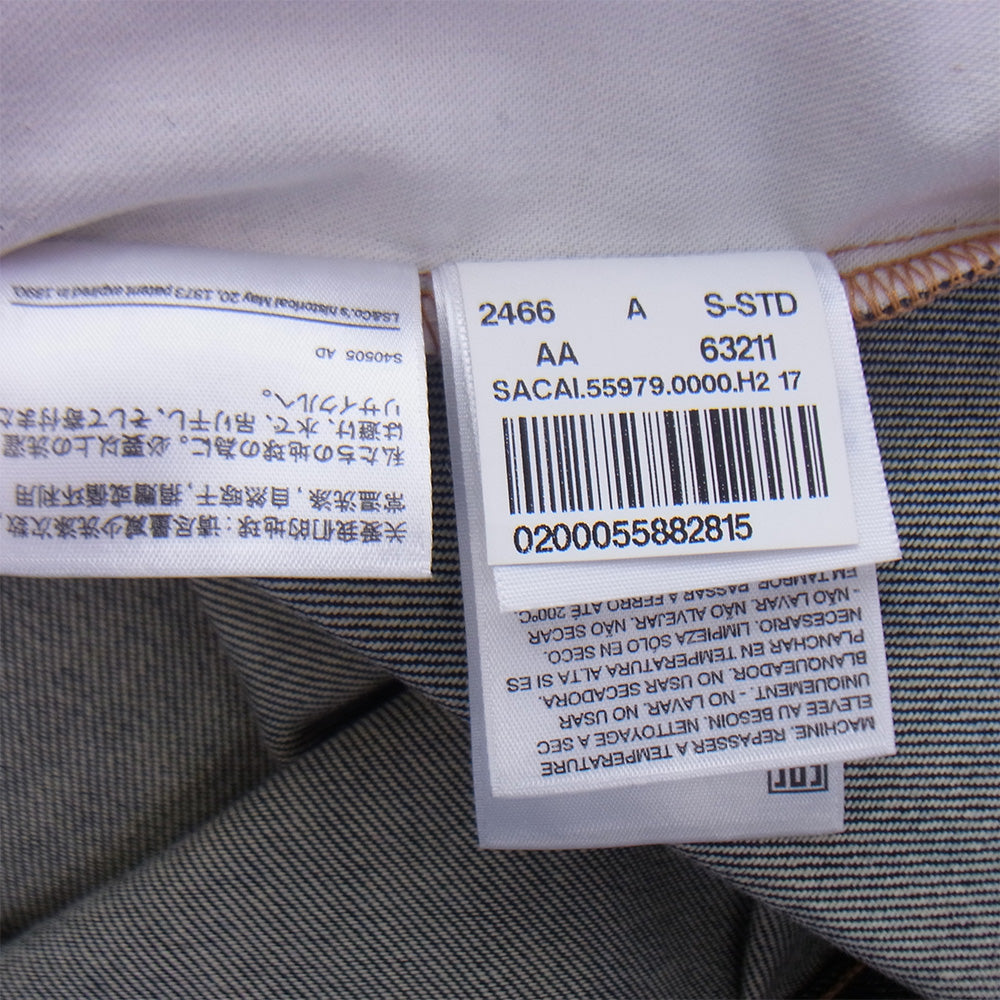 2466 A S-STD
AA 63211
SACAI.55979.0000.H2 17
0200055882815
关爱我们的地球：请尽量减少洗涤次数，
常温洗涤，自然晾干，捐赠或循环利用
私たちの地球の為に。必要以上の洗濯
は避け、水で、吊り干し、そして寄付また
リサイクルへ。
S40505 AD
LS&Co.'s historical May 20, 1873 patent expired in 1890.
MACHINE. REPASSER A TEMPERATURE
ELEVEE AU BESOIN. NETTOYAGE A SEC
UNIQUEMENT. - NO LAVAR. NO USAR
BLANQUEADOR. NO USAR SECADORA.
PLANCHAR EN TEMPERATURA ALTA SI ES
NECESARIO. LIMPIEZA SÓLO EN SECO.
- NÃO LAVAR. NÃO ALVEJAR. NÃO SECAR
EM TAMBOR. PASSAR A FERRO ATÉ 200ºC.